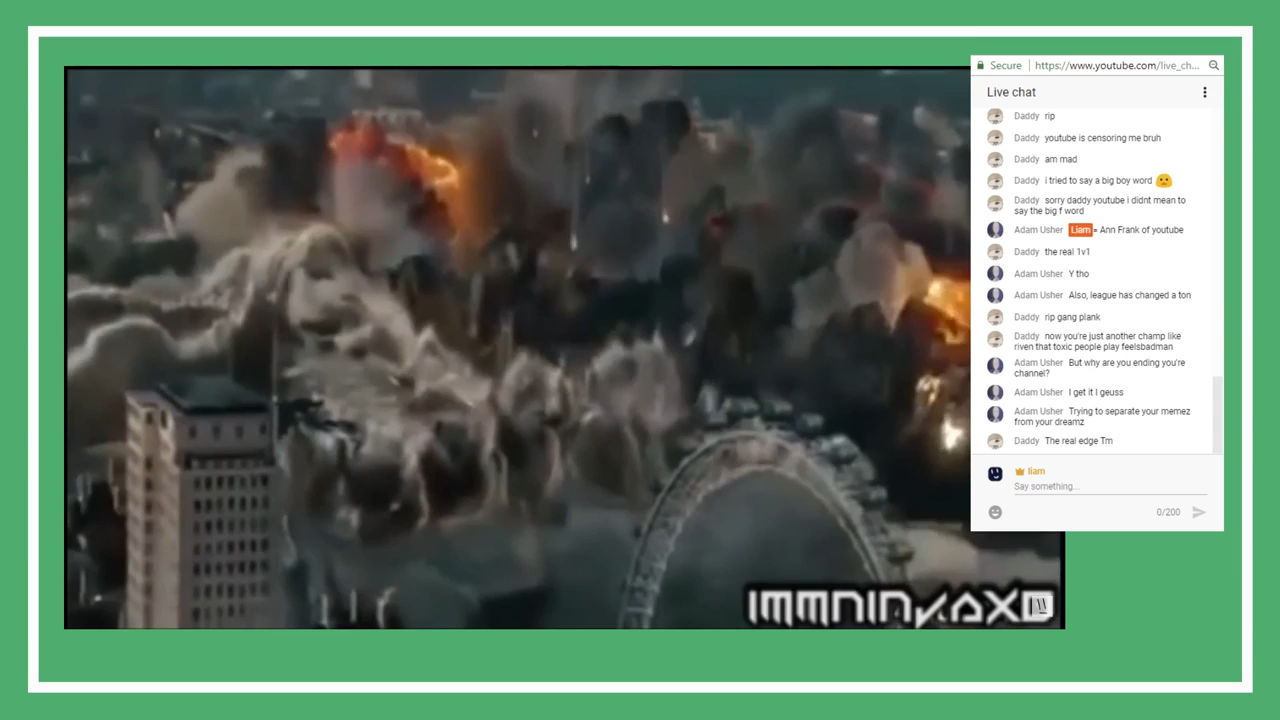 Secure https://www.youtube.com/live_ch...
Live chat
Daddy rip
Daddy youtube is censoring me bruh
Daddy am mad
Daddy i tried to say a big boy word
Daddy sorry daddy youtube i didnt mean to
say the big f word
Adam Usher Liam = Ann Frank of youtube
Daddy the real 1v1
Adam Usher Y tho
Adam Usher Also, league has changed a ton
Daddy rip gang plank
Daddy now you're just another champ like
riven that toxic people play feelsbadman
Adam Usher But why are you ending you're
channel?
Adam Usher I get it I geuss
Adam Usher Trying to separate your memez
from your dreamz
Daddy The real edge Tm
liam
Say something...
0/200